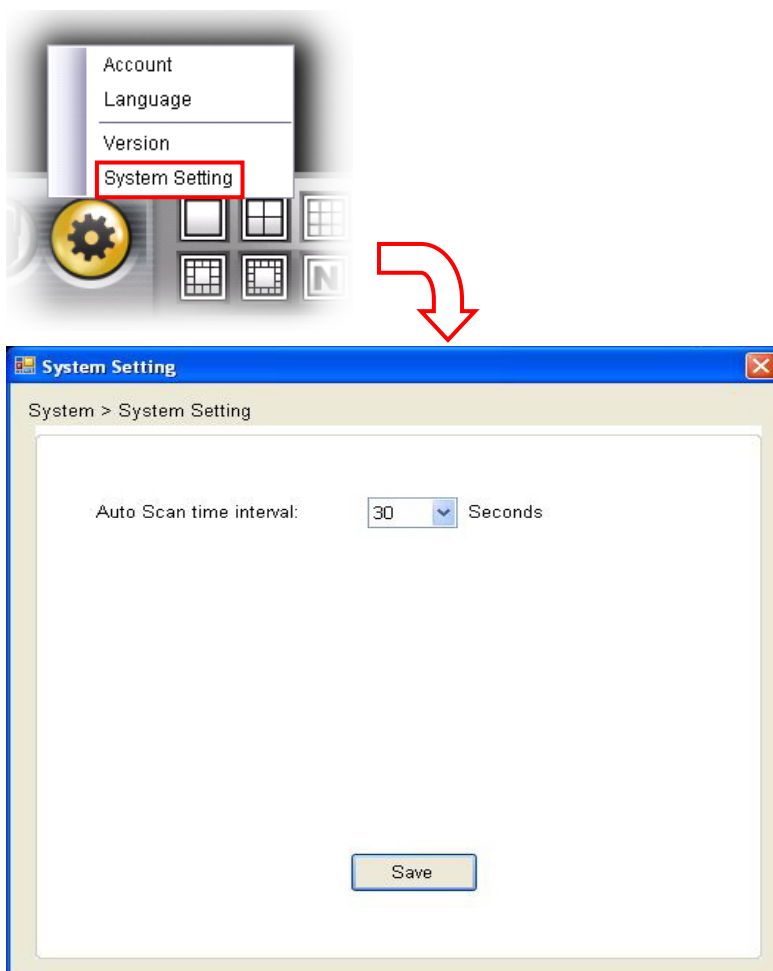 Account
Language
Version
System Setting
N
System Setting
System > System Setting
Auto Scan time interval: 30 Seconds
Save